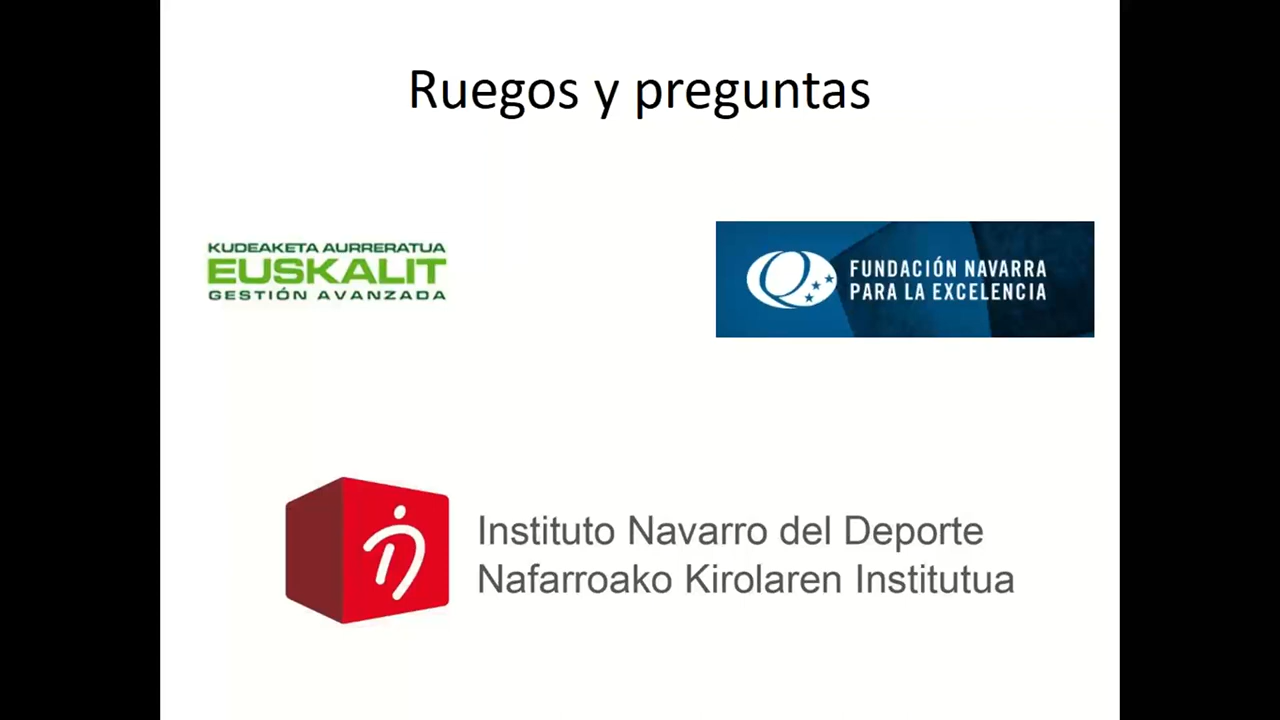 Ruegos y preguntas
KUDEAKETA AURRERATUA
EUSKALIT
GESTIÓN AVANZADA
FUNDACIÓN NAVARRA
PARA LA EXCELENCIA
Instituto Navarro del Deporte
Nafarroako Kirolaren Institutua